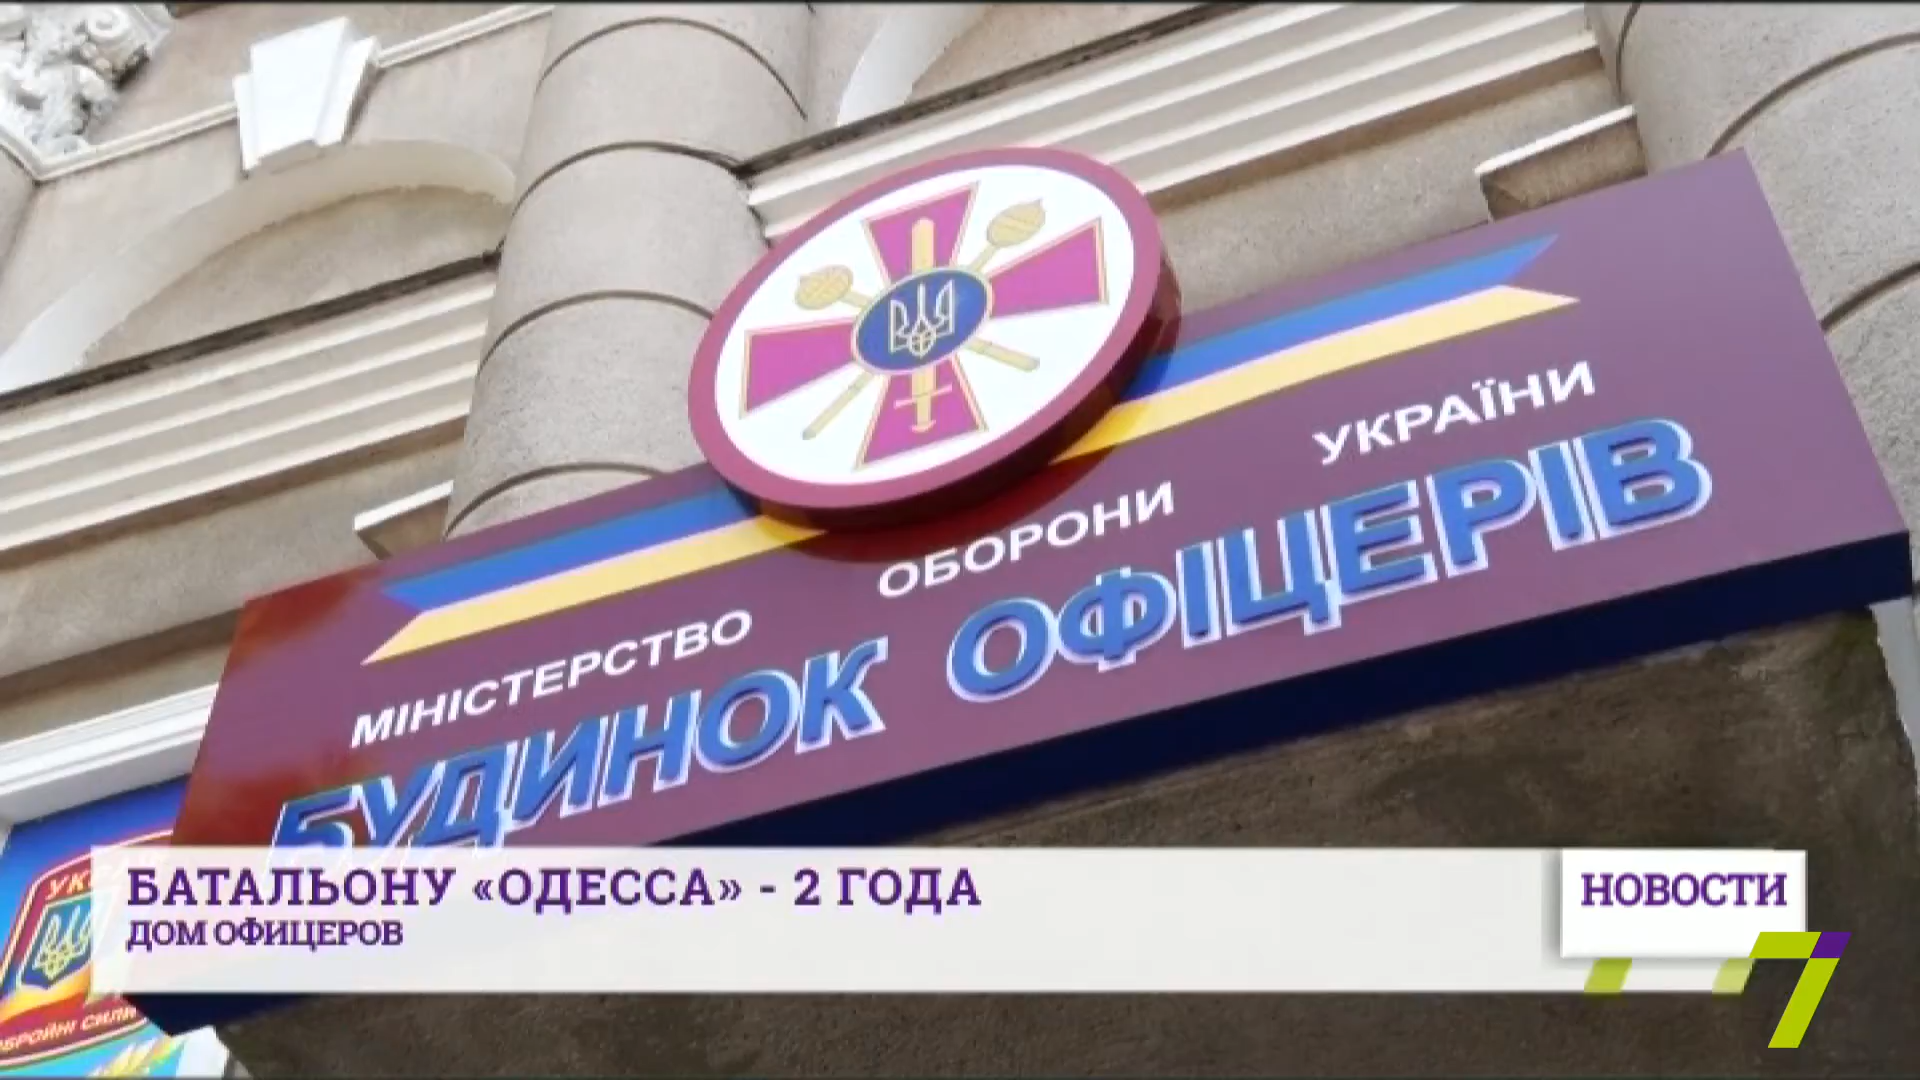 МІНІСТЕРСТВО ОБОРОНИ УКРАЇНИ
БУДИНОК ОФІЦЕРІВ
БАТАЛЬОНУ «ОДЕССА» - 2 ГОДА
ДОМ ОФИЦЕРОВ
НОВОСТИ
7